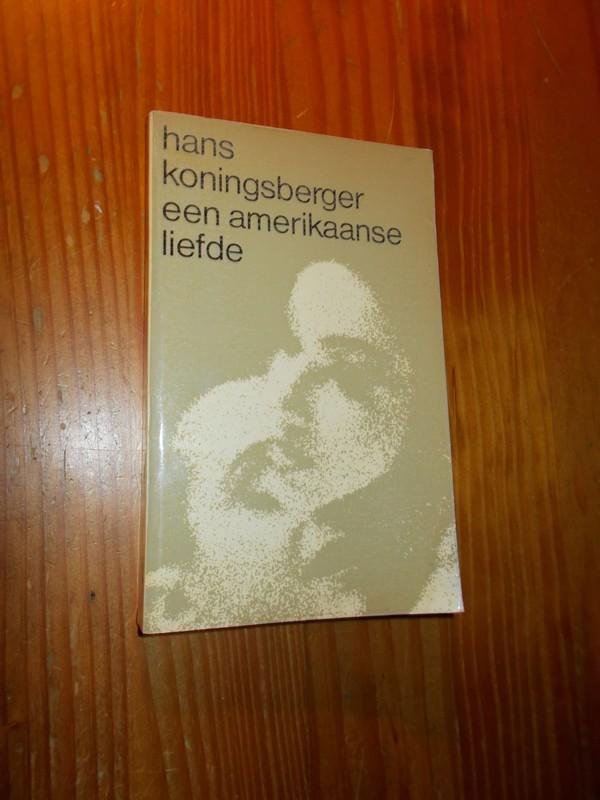 hans
koningsberger
een amerikaanse
liefde